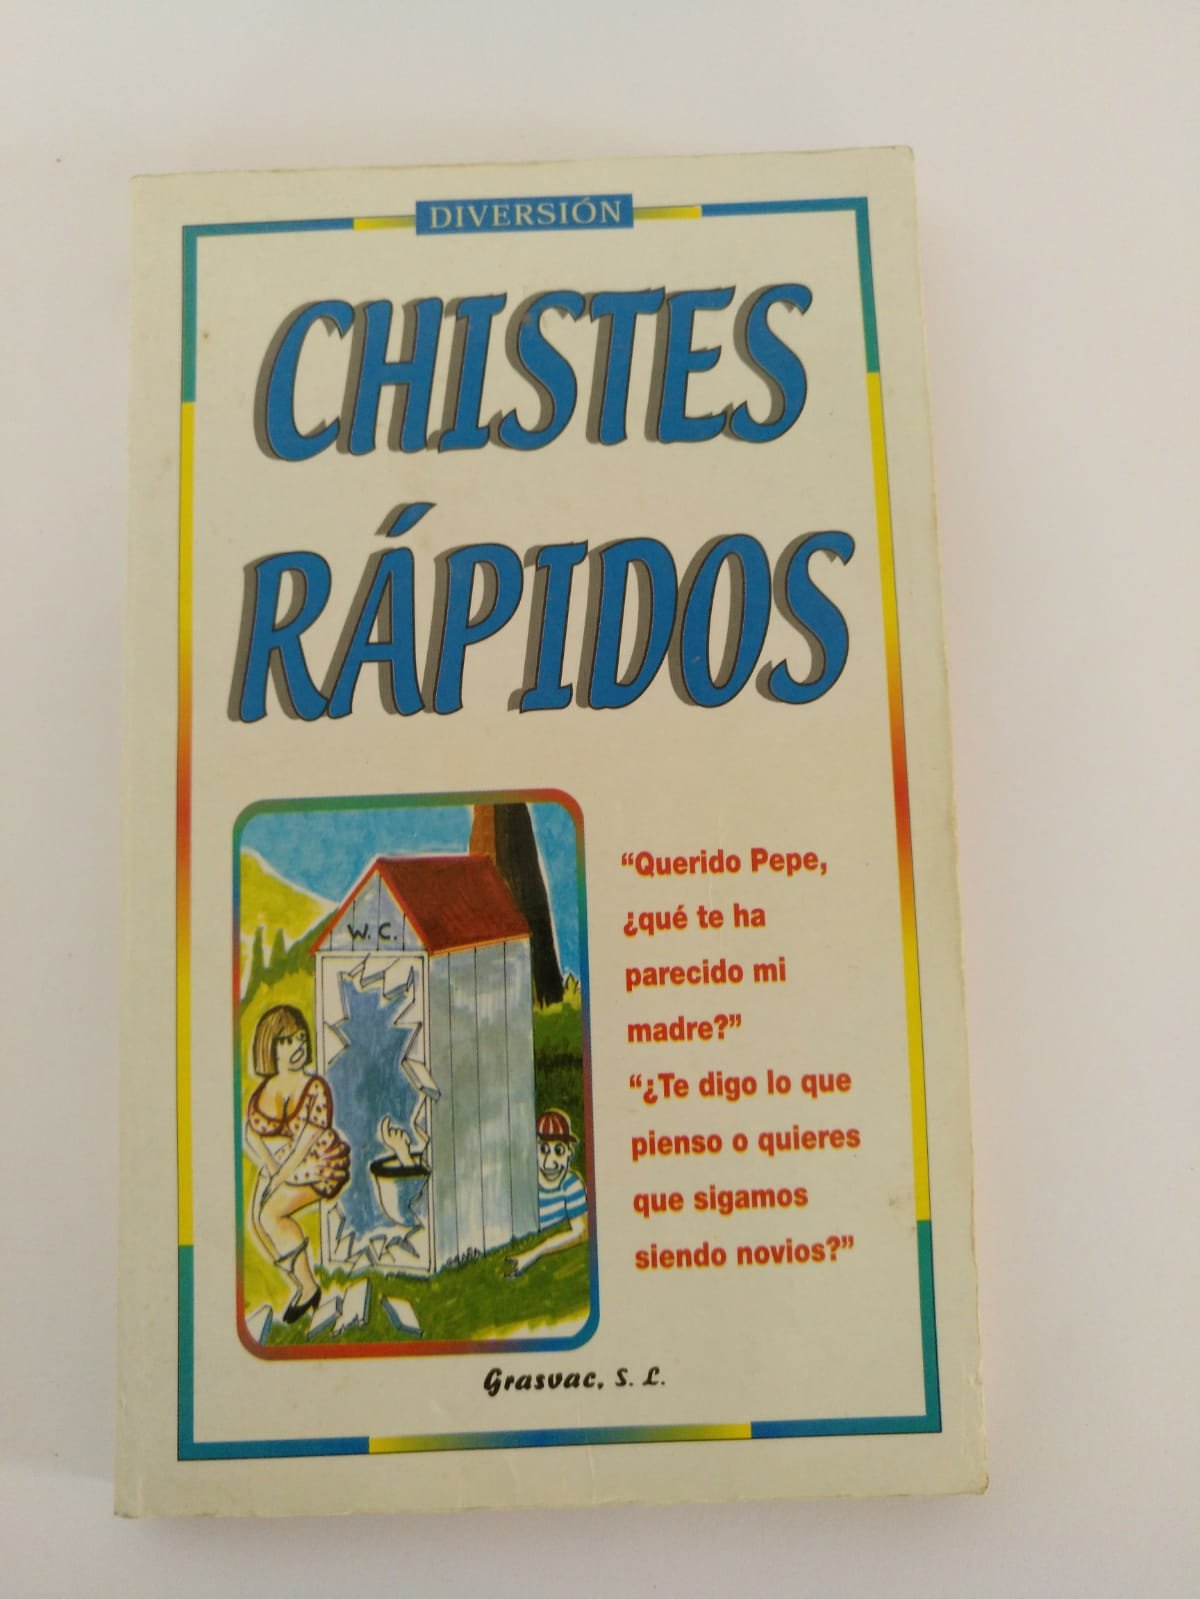 DIVERSIÓN
CHISTES
RÁPIDOS
W.C.
“Querido Pepe,
¿qué te ha
parecido mi
madre?”
“¿Te digo lo que
pienso o quieres
que sigamos
siendo novios?”
Grasvac, S. L.